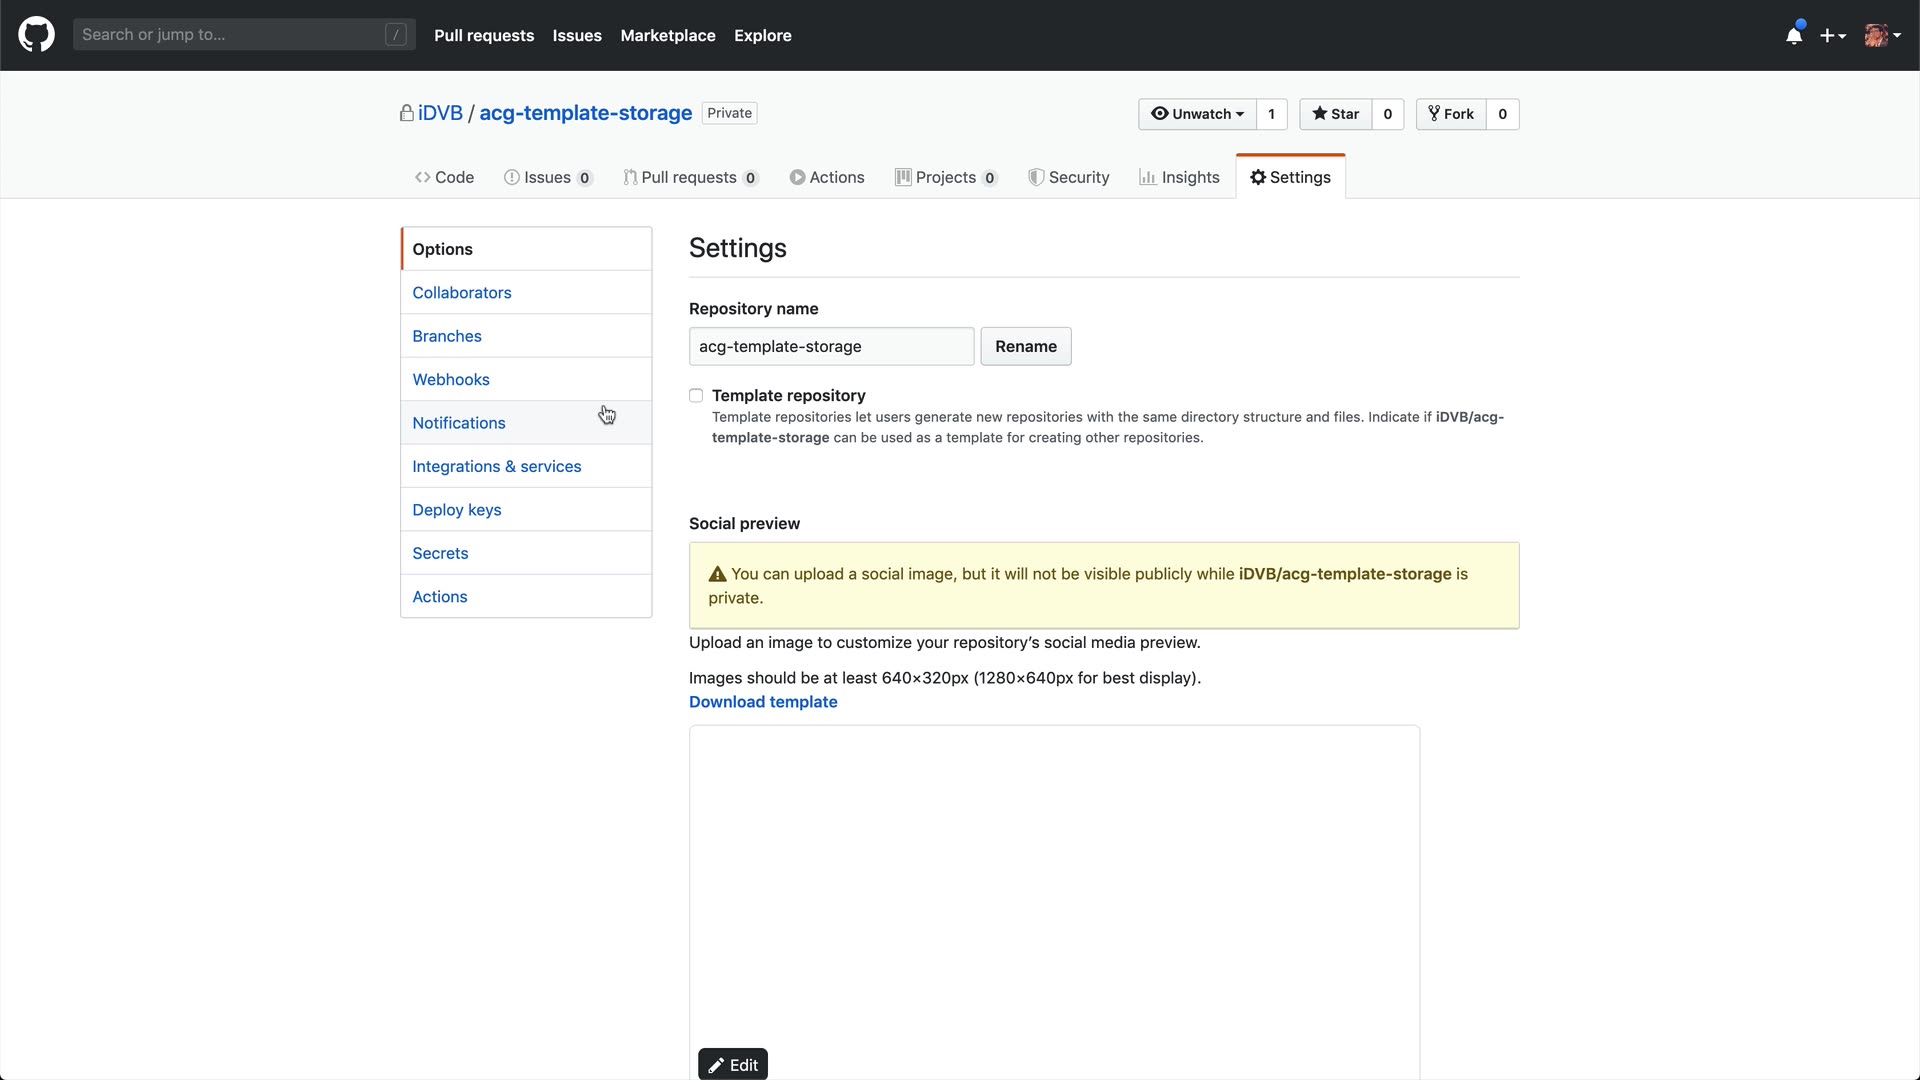 Search or jump to... /
Pull requests Issues Marketplace Explore
iDVB / acg-template-storage Private
Unwatch 1 Star 0 Fork 0
Code Issues 0 Pull requests 0 Actions Projects 0 Security Insights Settings
Options
Collaborators
Branches
Webhooks
Notifications
Integrations & services
Deploy keys
Secrets
Actions
Settings
Repository name
acg-template-storage Rename
Template repository
Template repositories let users generate new repositories with the same directory structure and files. Indicate if iDVB/acg-
template-storage can be used as a template for creating other repositories.
Social preview
You can upload a social image, but it will not be visible publicly while iDVB/acg-template-storage is
private.
Upload an image to customize your repository’s social media preview.
Images should be at least 640×320px (1280×640px for best display).
Download template
Edit